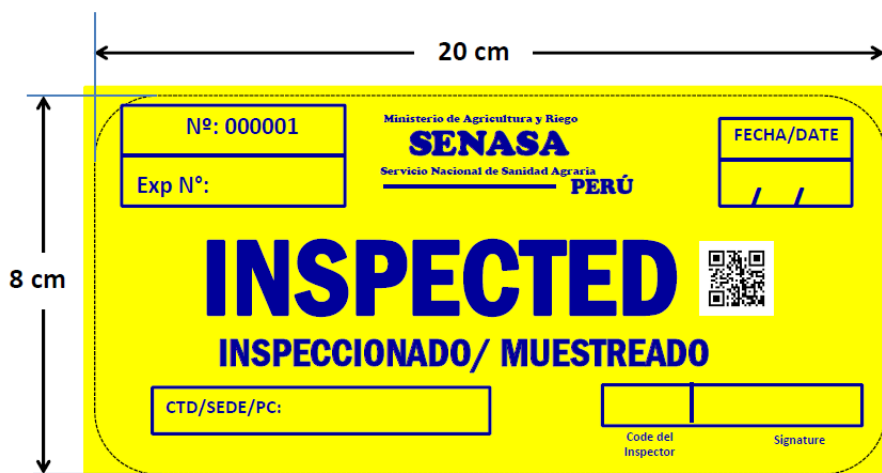 20 cm
8 cm
Nº: 000001
Exp N°:
Ministerio de Agricultura y Riego
SENASA
Servicio Nacional de Sanidad Agraria
PERÚ
FECHA/DATE
/ /
INSPECTED
INSPECCIONADO/ MUESTREADO
CTD/SEDE/PC:
Code del
Inspector
Signature